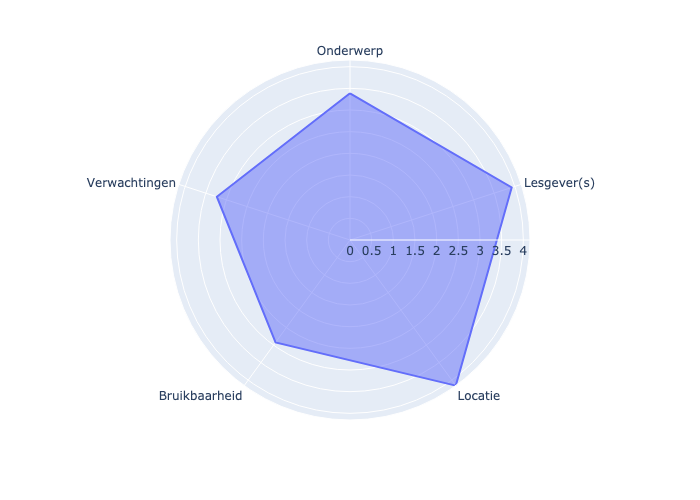 Onderwerp
Verwachtingen
Lesgever(s)
0 0.5 1 1.5 2 2.5 3 3.5 4
Bruikbaarheid
Locatie